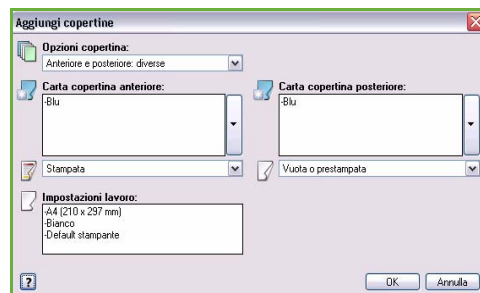 Aggiungi copertine
Opzioni copertina:
Anteriore e posteriore: diverse
Carta copertina anteriore:
-Blu
Stampata
Carta copertina posteriore:
-Blu
Vuota o prestampata
Impostazioni lavoro:
-A4 (210 x 297 mm)
-Bianco
-Default stampante
?
OK
Annulla